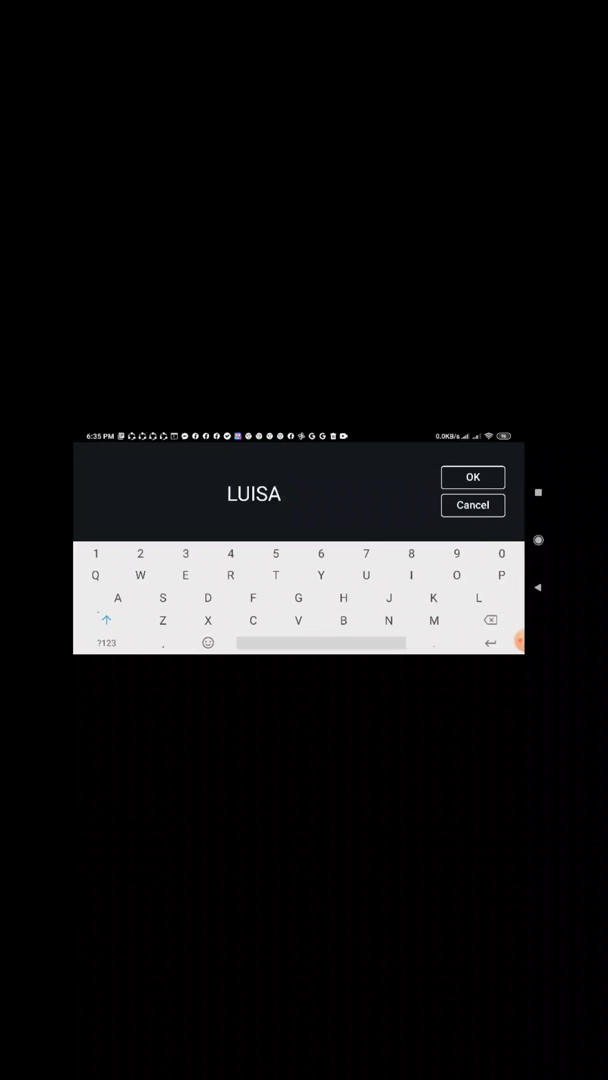 6:35 PM 0.0KB/s 96
LUISA
OK
Cancel
1 2 3 4 5 6 7 8 9 0
Q W E R T Y U I O P
A S D F G H J K L
Z X C V B N M
?123 , .